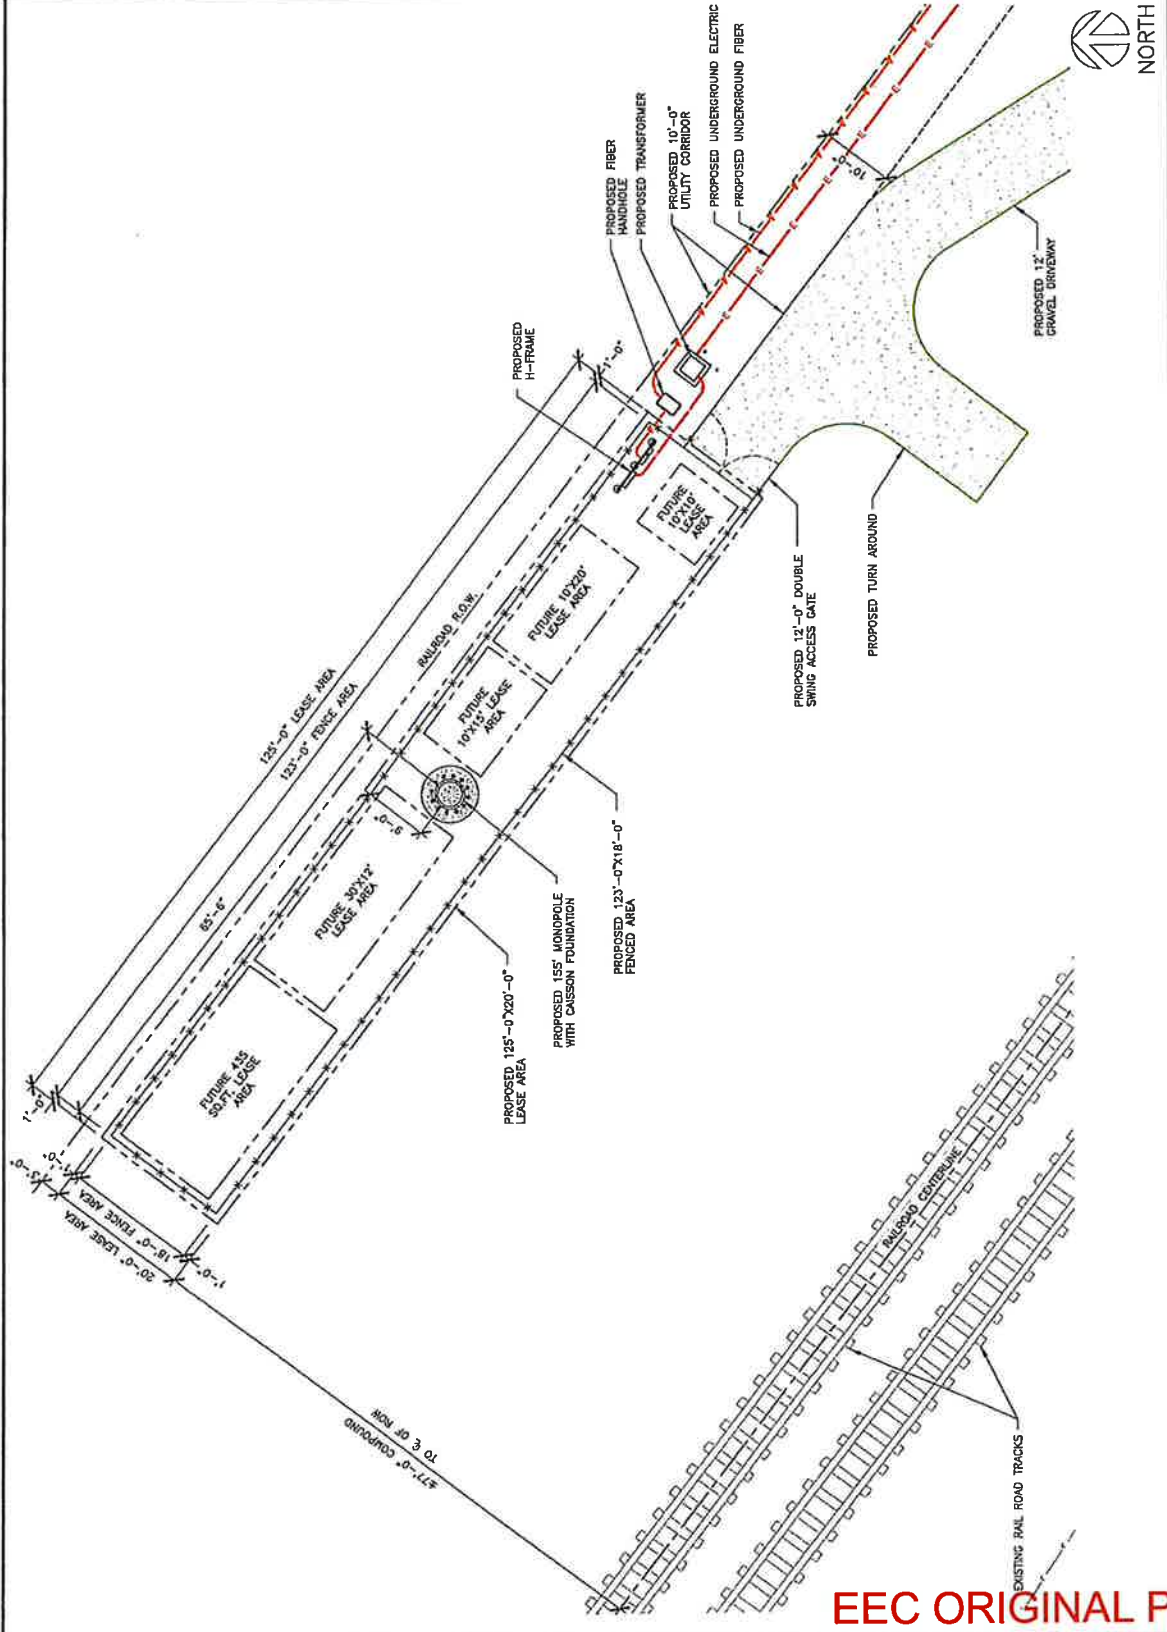 NORTH
PROPOSED FIBER
HANDHOLE
PROPOSED TRANSFORMER
PROPOSED 10'-0"
UTILITY CORRIDOR
PROPOSED UNDERGROUND ELECTRIC
PROPOSED UNDERGROUND FIBER
10'-0"
PROPOSED 12'
GRAVEL DRIVEWAY
PROPOSED
H-FRAME
1'-0"
125'-0" LEASE AREA
123'-0" FENCE AREA
RAILROAD R.O.W.
65'-6"
9'-0"
FUTURE
10'X10'
LEASE
AREA
FUTURE 10'X20'
LEASE AREA
FUTURE
10'X15' LEASE
AREA
FUTURE 30'X12'
LEASE AREA
FUTURE 435
SQ.FT. LEASE
AREA
PROPOSED 12'-0" DOUBLE
SWING ACCESS GATE
PROPOSED TURN AROUND
PROPOSED 123'-0"X18'-0"
FENCED AREA
PROPOSED 155' MONOPOLE
WITH CAISSON FOUNDATION
PROPOSED 125'-0"X20'-0"
LEASE AREA
3'-0"
1'-0"
18'-0" FENCE AREA
20'-0" LEASE AREA
1'-0"
±77'-0" COMPOUND
TO ℄ OF ROW
RAILROAD CENTERLINE
EXISTING RAIL ROAD TRACKS
E
E
E
E
E
E
EEC ORIGINAL P